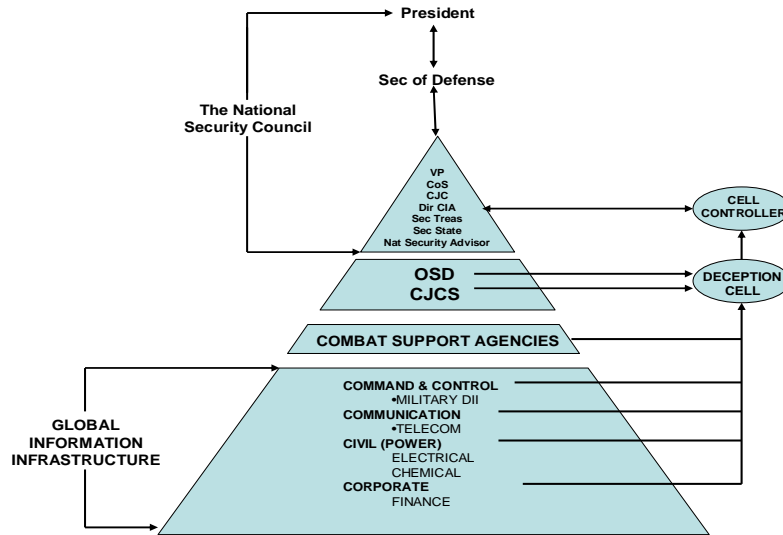 President
Sec of Defense
The National
Security Council
VP
CoS
CJC
Dir CIA
Sec Treas
Sec State
Nat Security Advisor
CELL
CONTROLLER
OSD
CJCS
DECEPTION
CELL
COMBAT SUPPORT AGENCIES
GLOBAL
INFORMATION
INFRASTRUCTURE
COMMAND & CONTROL
•MILITARY DII
COMMUNICATION
•TELECOM
CIVIL (POWER)
ELECTRICAL
CHEMICAL
CORPORATE
FINANCE